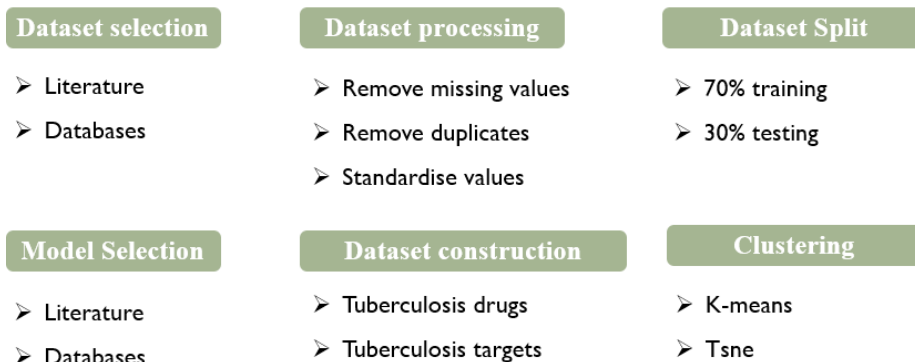 Dataset selection
➢ Literature
➢ Databases
Dataset processing
➢ Remove missing values
➢ Remove duplicates
➢ Standardise values
Dataset Split
➢ 70% training
➢ 30% testing
Model Selection
➢ Literature
➢ Databases
Dataset construction
➢ Tuberculosis drugs
➢ Tuberculosis targets
Clustering
➢ K-means
➢ Tsne